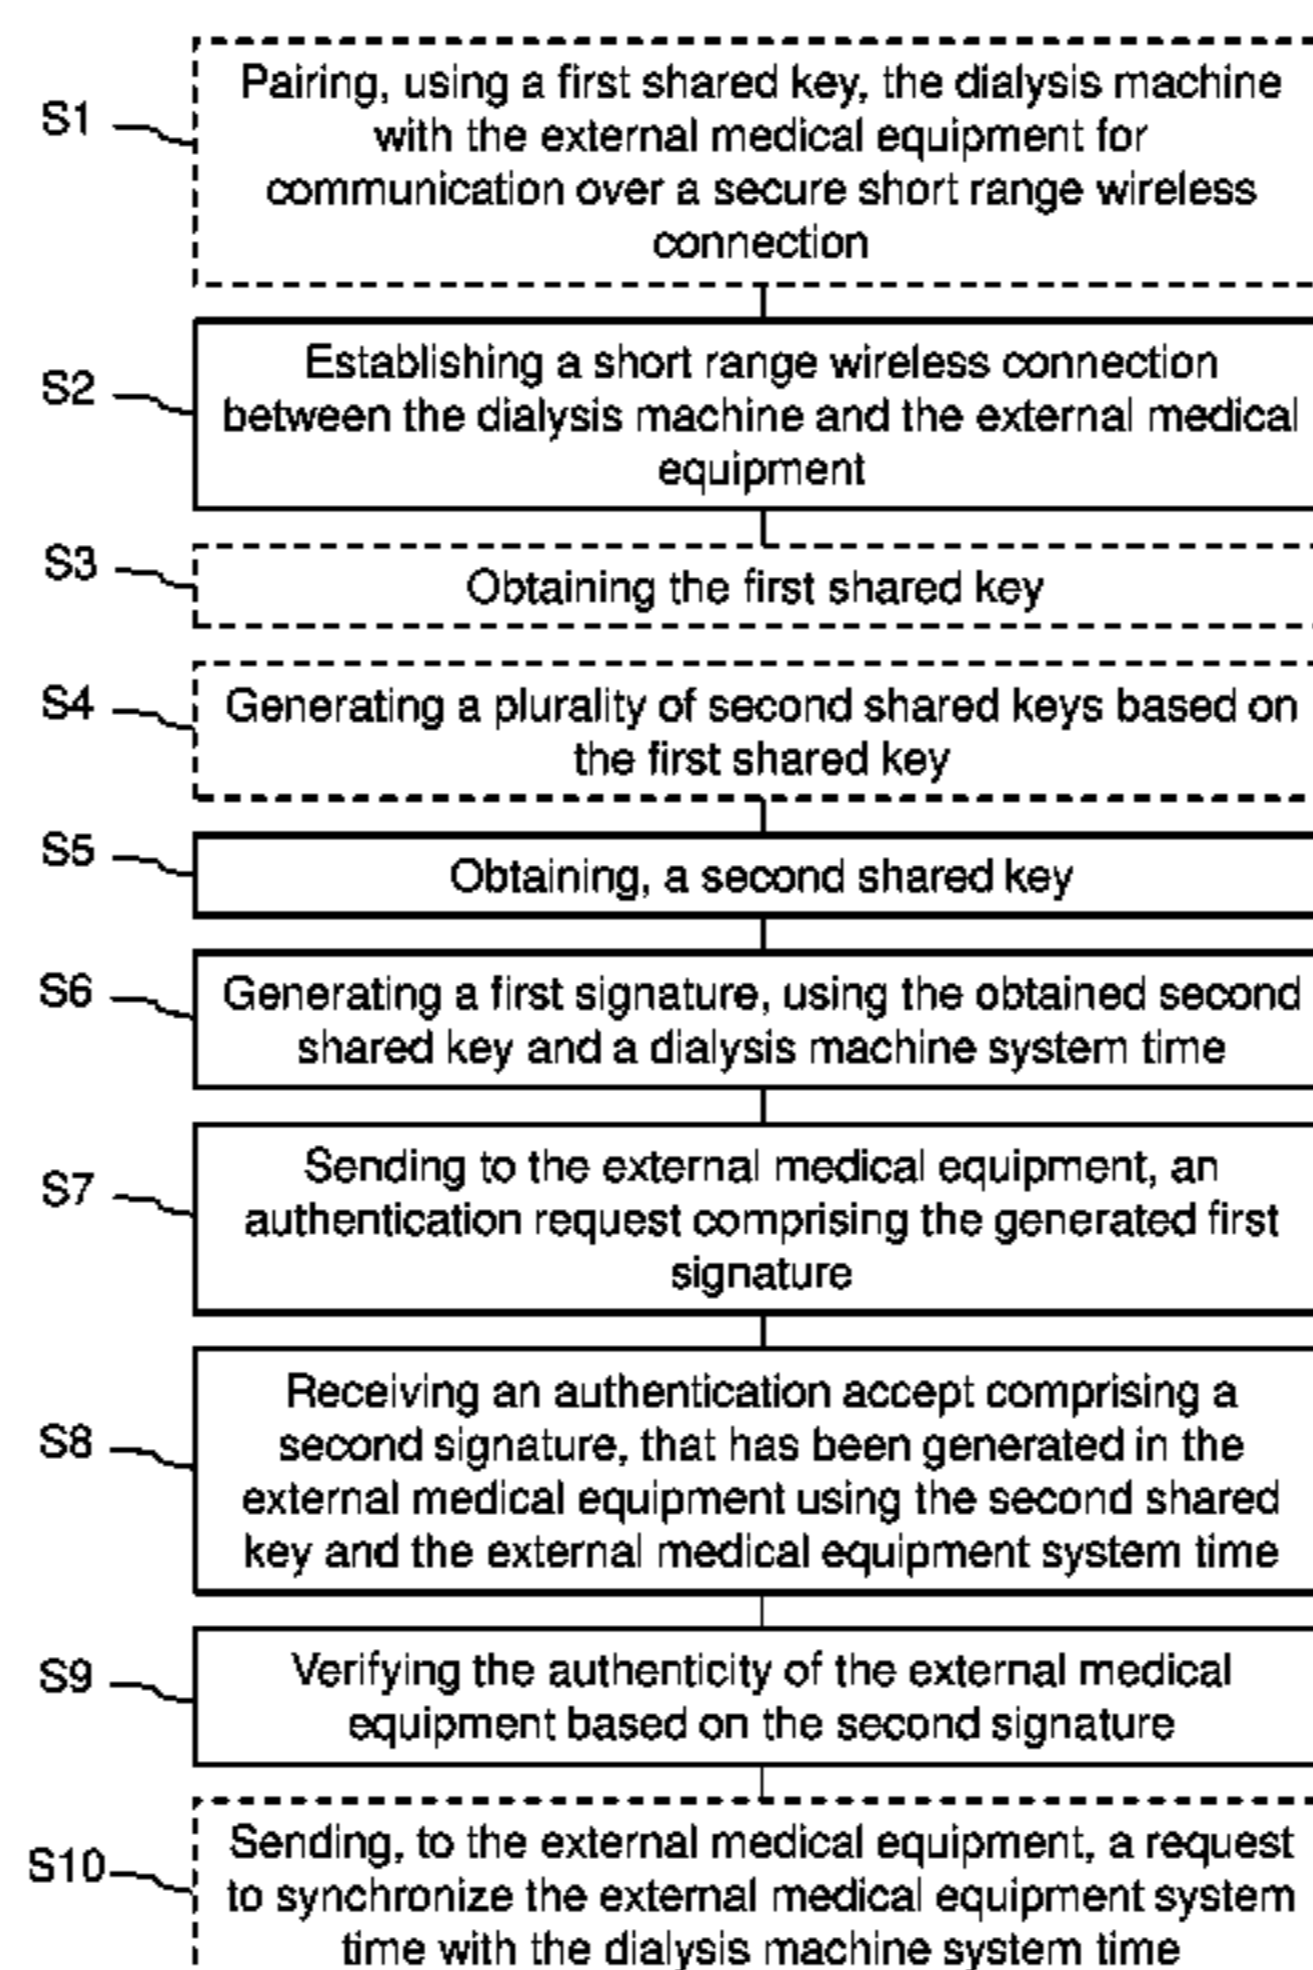 S1
Pairing, using a first shared key, the dialysis machine
with the external medical equipment for
communication over a secure short range wireless
connection
S2
Establishing a short range wireless connection
between the dialysis machine and the external medical
equipment
S3
Obtaining the first shared key
S4
Generating a plurality of second shared keys based on
the first shared key
S5
Obtaining, a second shared key
S6
Generating a first signature, using the obtained second
shared key and a dialysis machine system time
S7
Sending to the external medical equipment, an
authentication request comprising the generated first
signature
S8
Receiving an authentication accept comprising a
second signature, that has been generated in the
external medical equipment using the second shared
key and the external medical equipment system time
S9
Verifying the authenticity of the external medical
equipment based on the second signature
S10
Sending, to the external medical equipment, a request
to synchronize the external medical equipment system
time with the dialysis machine system time